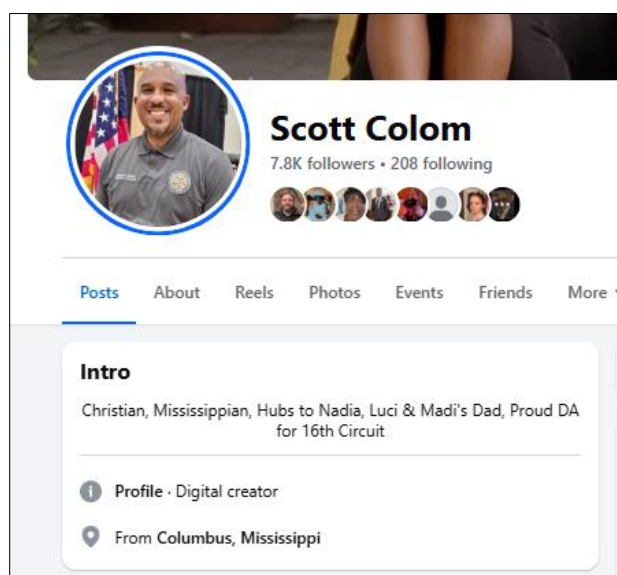 Scott Colom
7.8K followers • 208 following
Posts About Reels Photos Events Friends More
Intro
Christian, Mississippian, Hubs to Nadia, Luci & Madi's Dad, Proud DA
for 16th Circuit
Profile · Digital creator
From Columbus, Mississippi